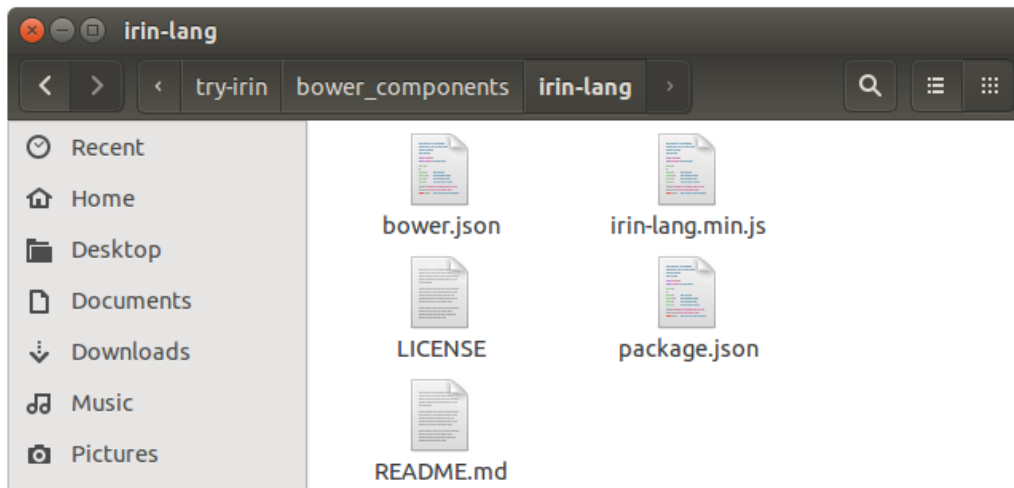 irin-lang
try-irin bower_components irin-lang
Recent
Home
Desktop
Documents
Downloads
Music
Pictures
bower.json irin-lang.min.js
LICENSE package.json
README.md